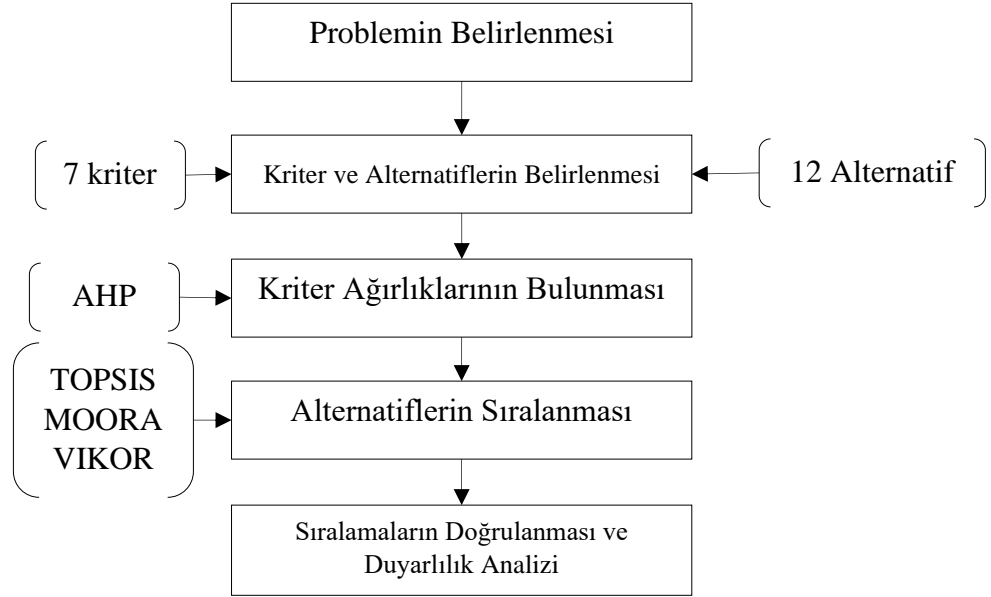 Problemin Belirlenmesi
7 kriter
Kriter ve Alternatiflerin Belirlenmesi
12 Alternatif
AHP
Kriter Ağırlıklarının Bulunması
TOPSIS
MOORA
VIKOR
Alternatiflerin Sıralanması
Sıralamaların Doğrulanması ve
Duyarlılık Analizi